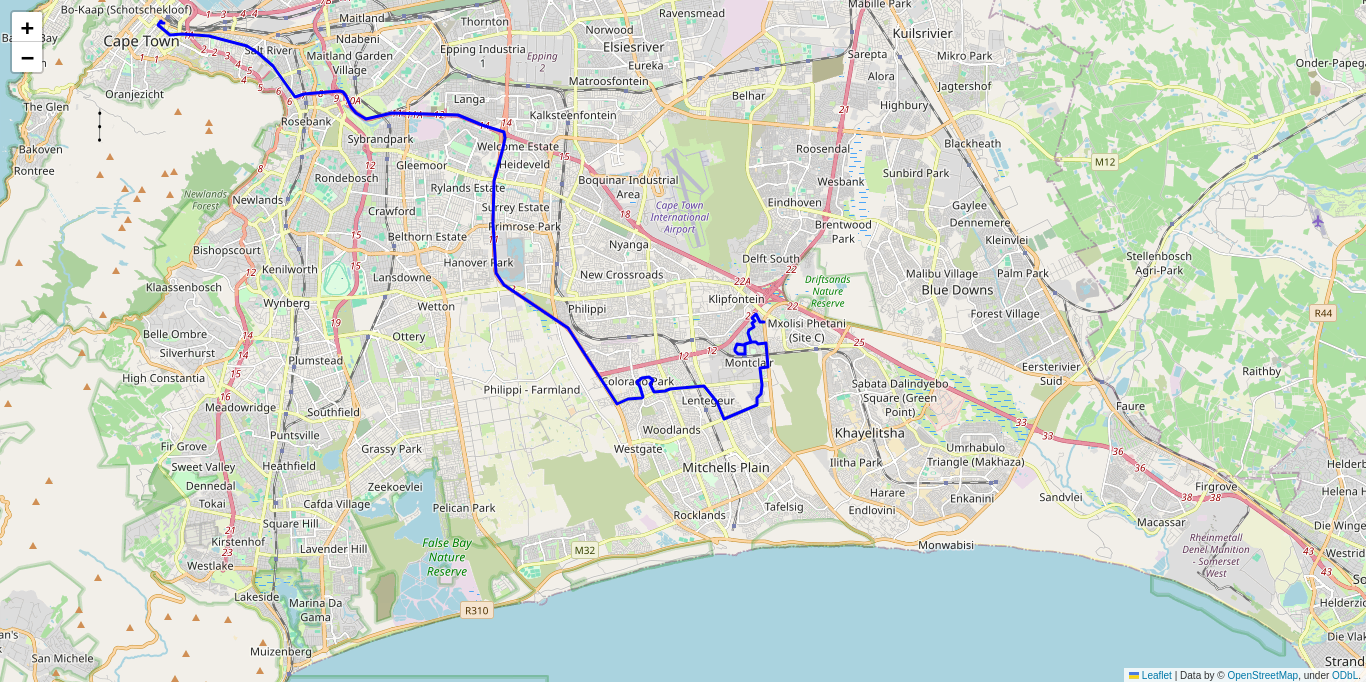 +
−
Bo-Kaap (Schotschekloof)
Cape Town
Maitland
Thornton
Ndabeni
Salt River
Maitland Garden
Village
Epping Industria
1
Epping
2
Norwood
Elsiesriver
Eureka
Matroosfontein
Ravensmead
Mabille Park
Kuilsrivier
Sarepta
Mikro Park
Alora
Jagtershof
Highbury
Blackheath
Belhar
Onder-Papega
Oranjezicht
The Glen
Bakoven
Rontree
Rosebank
Langa
Sybrandpark
Kalksteenfontein
Welcome Estate
Heideveld
Gleemoor
Rondebosch
Rylands Estate
Newlands
Forest
Newlands
Crawford
Surrey Estate
Primrose Park
Boquinar Industrial
Area
Cape Town
International
Airport
Roosendal
Wesbank
Sunbird Park
Eindhoven
Brentwood
Park
Gaylee
Dennemere
Kleinvlei
M12
Belthorn Estate
Bishopscourt
Kenilworth
Klaassenbosch
Lansdowne
Hanover Park
Nyanga
New Crossroads
Delft South
Malibu Village
Palm Park
Blue Downs
Forest Village
Stellenbosch
Agri-Park
Driftsands
- Nature
Reserve
Klipfontein
Wynberg
Wetton
Philippi
Belle Ombre
Ottery
Silverhurst
Plumstead
High Constantia
Mxolisi Phetani
(Site C)
Montclair
Colorado Park
Philippi - Farmland
Lentegeur
Sabata Dalindyebo
Square (Green
Point)
Eersterivier
Suid
Raithby
R44
Faure
Meadowridge
Southfield
Puntsville
Fir Grove
Grassy Park
Woodlands
Westgate
Khayelitsha
Umrhabulo
Triangle (Makhaza)
Sweet Valley
Heathfield
Mitchells Plain
Ilitha Park
Dennedal
Zeekoevlei
Tokai
Cafda Village
Pelican Park
Rocklands
Tafelsig
Harare
Endlovini
Enkanini
Sandvlei
Firgrove
Macassar
Helderb
Helena H
Die Winge
Square Hill
Kirstenhof
Westlake
Lavender Hill
False Bay
Nature
Reserve
M32
Monwabisi
Rheinmetall
Denel Munition
- Somerset
West
Westrid
Lakeside
Marina Da
Gama
R310
Helderzic
Die Vlak
Strand
Muizenberg
San Michele
Leaflet | Data by © OpenStreetMap, under ODbL.